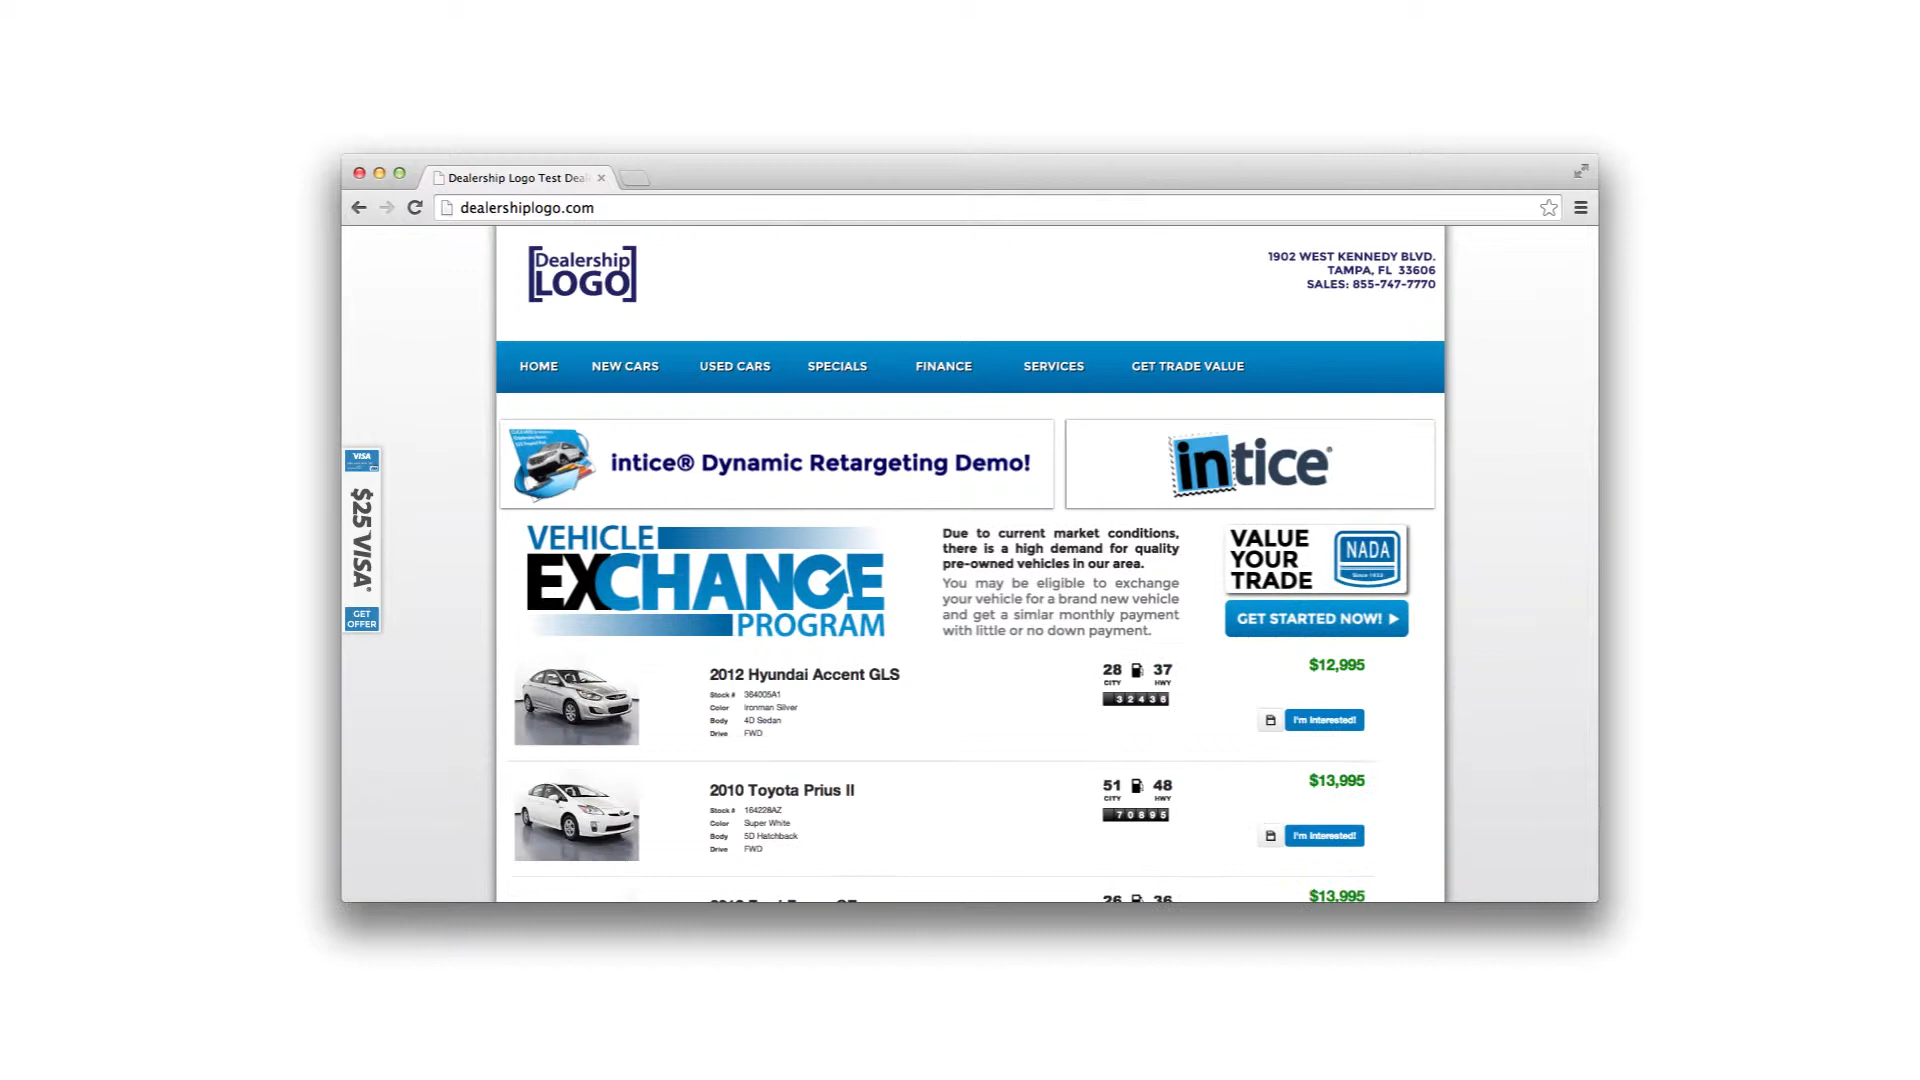 Dealership Logo Test Deal
dealershiplogo.com
Dealership
LOGO
1902 WEST KENNEDY BLVD.
TAMPA, FL 33606
SALES: 855-747-7770
HOME NEW CARS USED CARS SPECIALS FINANCE SERVICES GET TRADE VALUE
intice® Dynamic Retargeting Demo!
intice®
VISA
$25 VISA®
GET
OFFER
VEHICLE
EXCHANGE
PROGRAM
Due to current market conditions,
there is a high demand for quality
pre-owned vehicles in our area.
You may be eligible to exchange
your vehicle for a brand new vehicle
and get a simlar monthly payment
with little or no down payment.
VALUE
YOUR
TRADE
NADA
Since 1933
GET STARTED NOW!
2012 Hyundai Accent GLS
Stock # 364005A1
Color Ironman Silver
Body 4D Sedan
Drive FWD
28 37
CITY HWY
32436
$12,995
I'm Interested!
2010 Toyota Prius II
Stock # 164228AZ
Color Super White
Body 5D Hatchback
Drive FWD
51 48
CITY HWY
70895
$13,995
I'm Interested!
26 36
$13,995